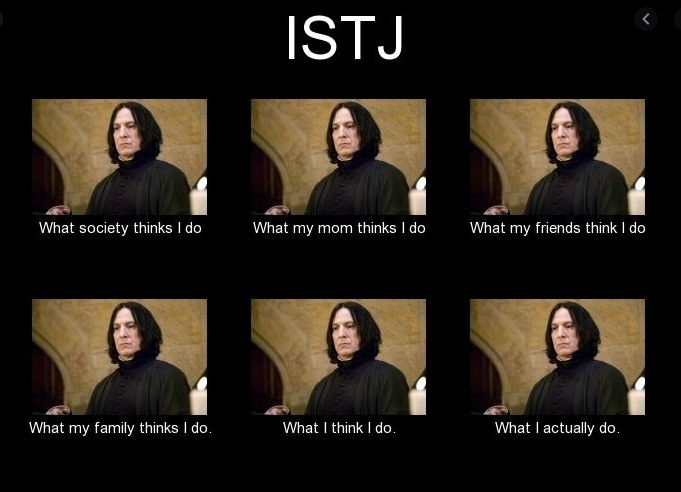 ISTJ
What society thinks I do
What my mom thinks I do
What my friends think I do
What my family thinks I do.
What I think I do.
What I actually do.